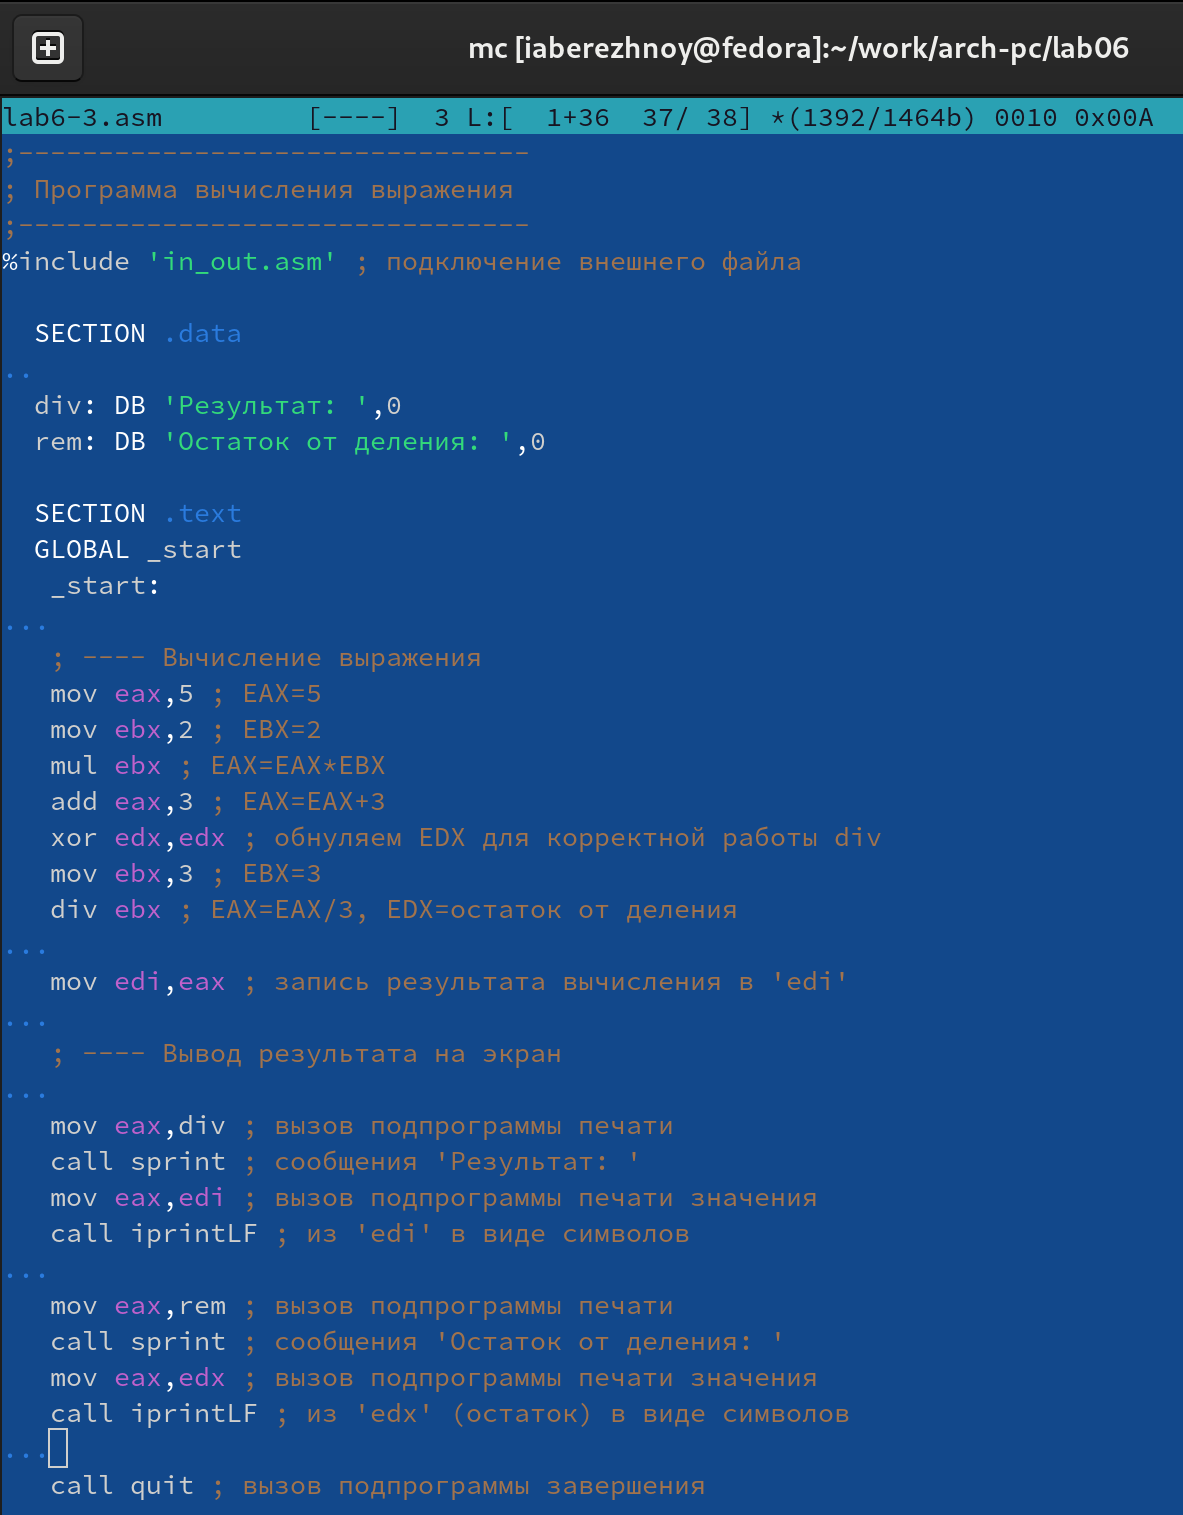 mc [iaberezhnoy@fedora]:~/work/arch-pc/lab06
lab6-3.asm [----] 3 L:[ 1+36 37/ 38] *(1392/1464b) 0010 0x00A
;--------------------------------
; Программа вычисления выражения
;--------------------------------
%include 'in_out.asm' ; подключение внешнего файла
SECTION .data
..
div: DB 'Результат: ',0
rem: DB 'Остаток от деления: ',0
SECTION .text
GLOBAL _start
_start:
...
; ---- Вычисление выражения
mov eax,5 ; EAX=5
mov ebx,2 ; EBX=2
mul ebx ; EAX=EAX*EBX
add eax,3 ; EAX=EAX+3
xor edx,edx ; обнуляем EDX для корректной работы div
mov ebx,3 ; EBX=3
div ebx ; EAX=EAX/3, EDX=остаток от деления
...
mov edi,eax ; запись результата вычисления в 'edi'
...
; ---- Вывод результата на экран
...
mov eax,div ; вызов подпрограммы печати
call sprint ; сообщения 'Результат: '
mov eax,edi ; вызов подпрограммы печати значения
call iprintLF ; из 'edi' в виде символов
...
mov eax,rem ; вызов подпрограммы печати
call sprint ; сообщения 'Остаток от деления: '
mov eax,edx ; вызов подпрограммы печати значения
call iprintLF ; из 'edx' (остаток) в виде символов
...
call quit ; вызов подпрограммы завершения